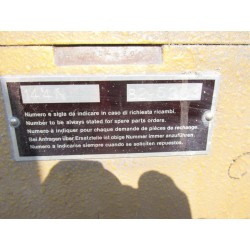 Numero e sigla da indicare in caso di richiesta ricambi.
Number to be always stated for spare parts orders.
Numéro à indiquer pour chaque demande de pièces de rechange.
Bei Anfragen über Ersatzteile ist obige Nummer immer anzuführen.
Numero a indicarse siempre cuando se soliciten repuestos.